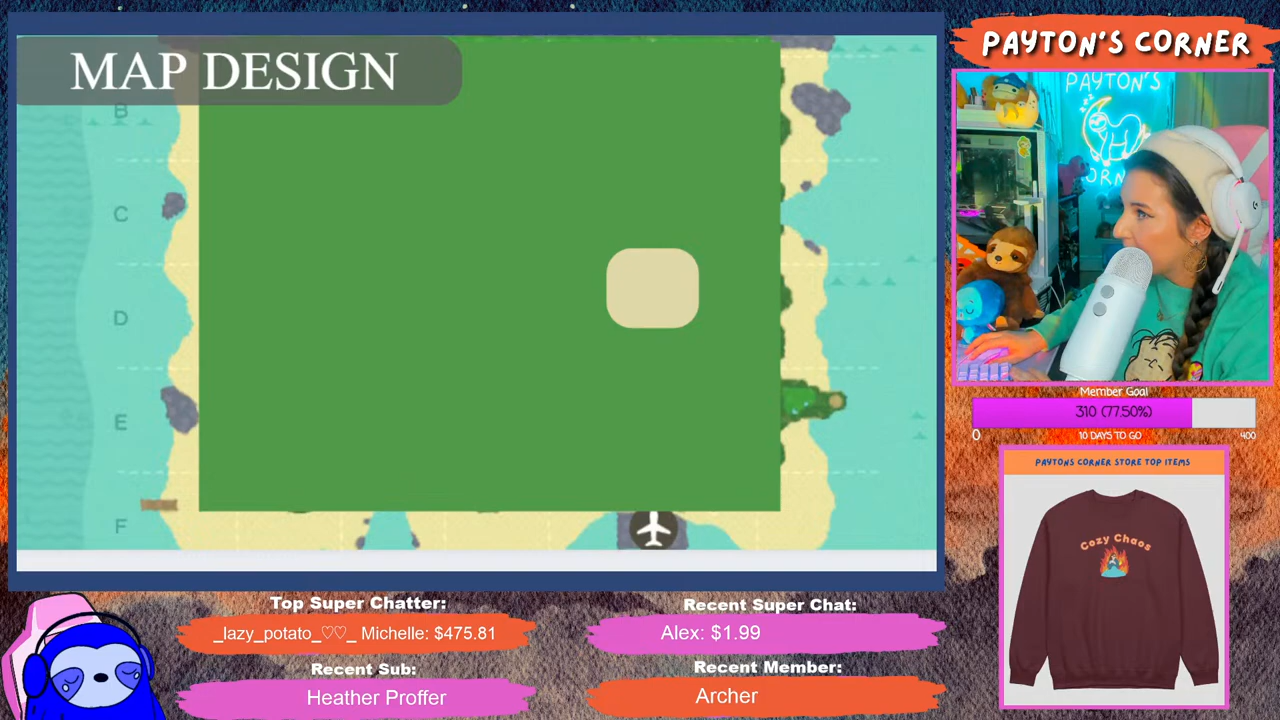 MAP DESIGN
B
C
D
E
F
PAYTON'S CORNER
PAYTON'S
zzz
ORN
Member Goal
310 (77.50%)
0
10 DAYS TO GO
400
PAYTONS CORNER STORE TOP ITEMS
Cozy Chaos
Top Super Chatter:
_lazy_potato_♡♡_ Michelle: $475.81
Recent Super Chat:
Alex: $1.99
Recent Sub:
Heather Proffer
Recent Member:
Archer